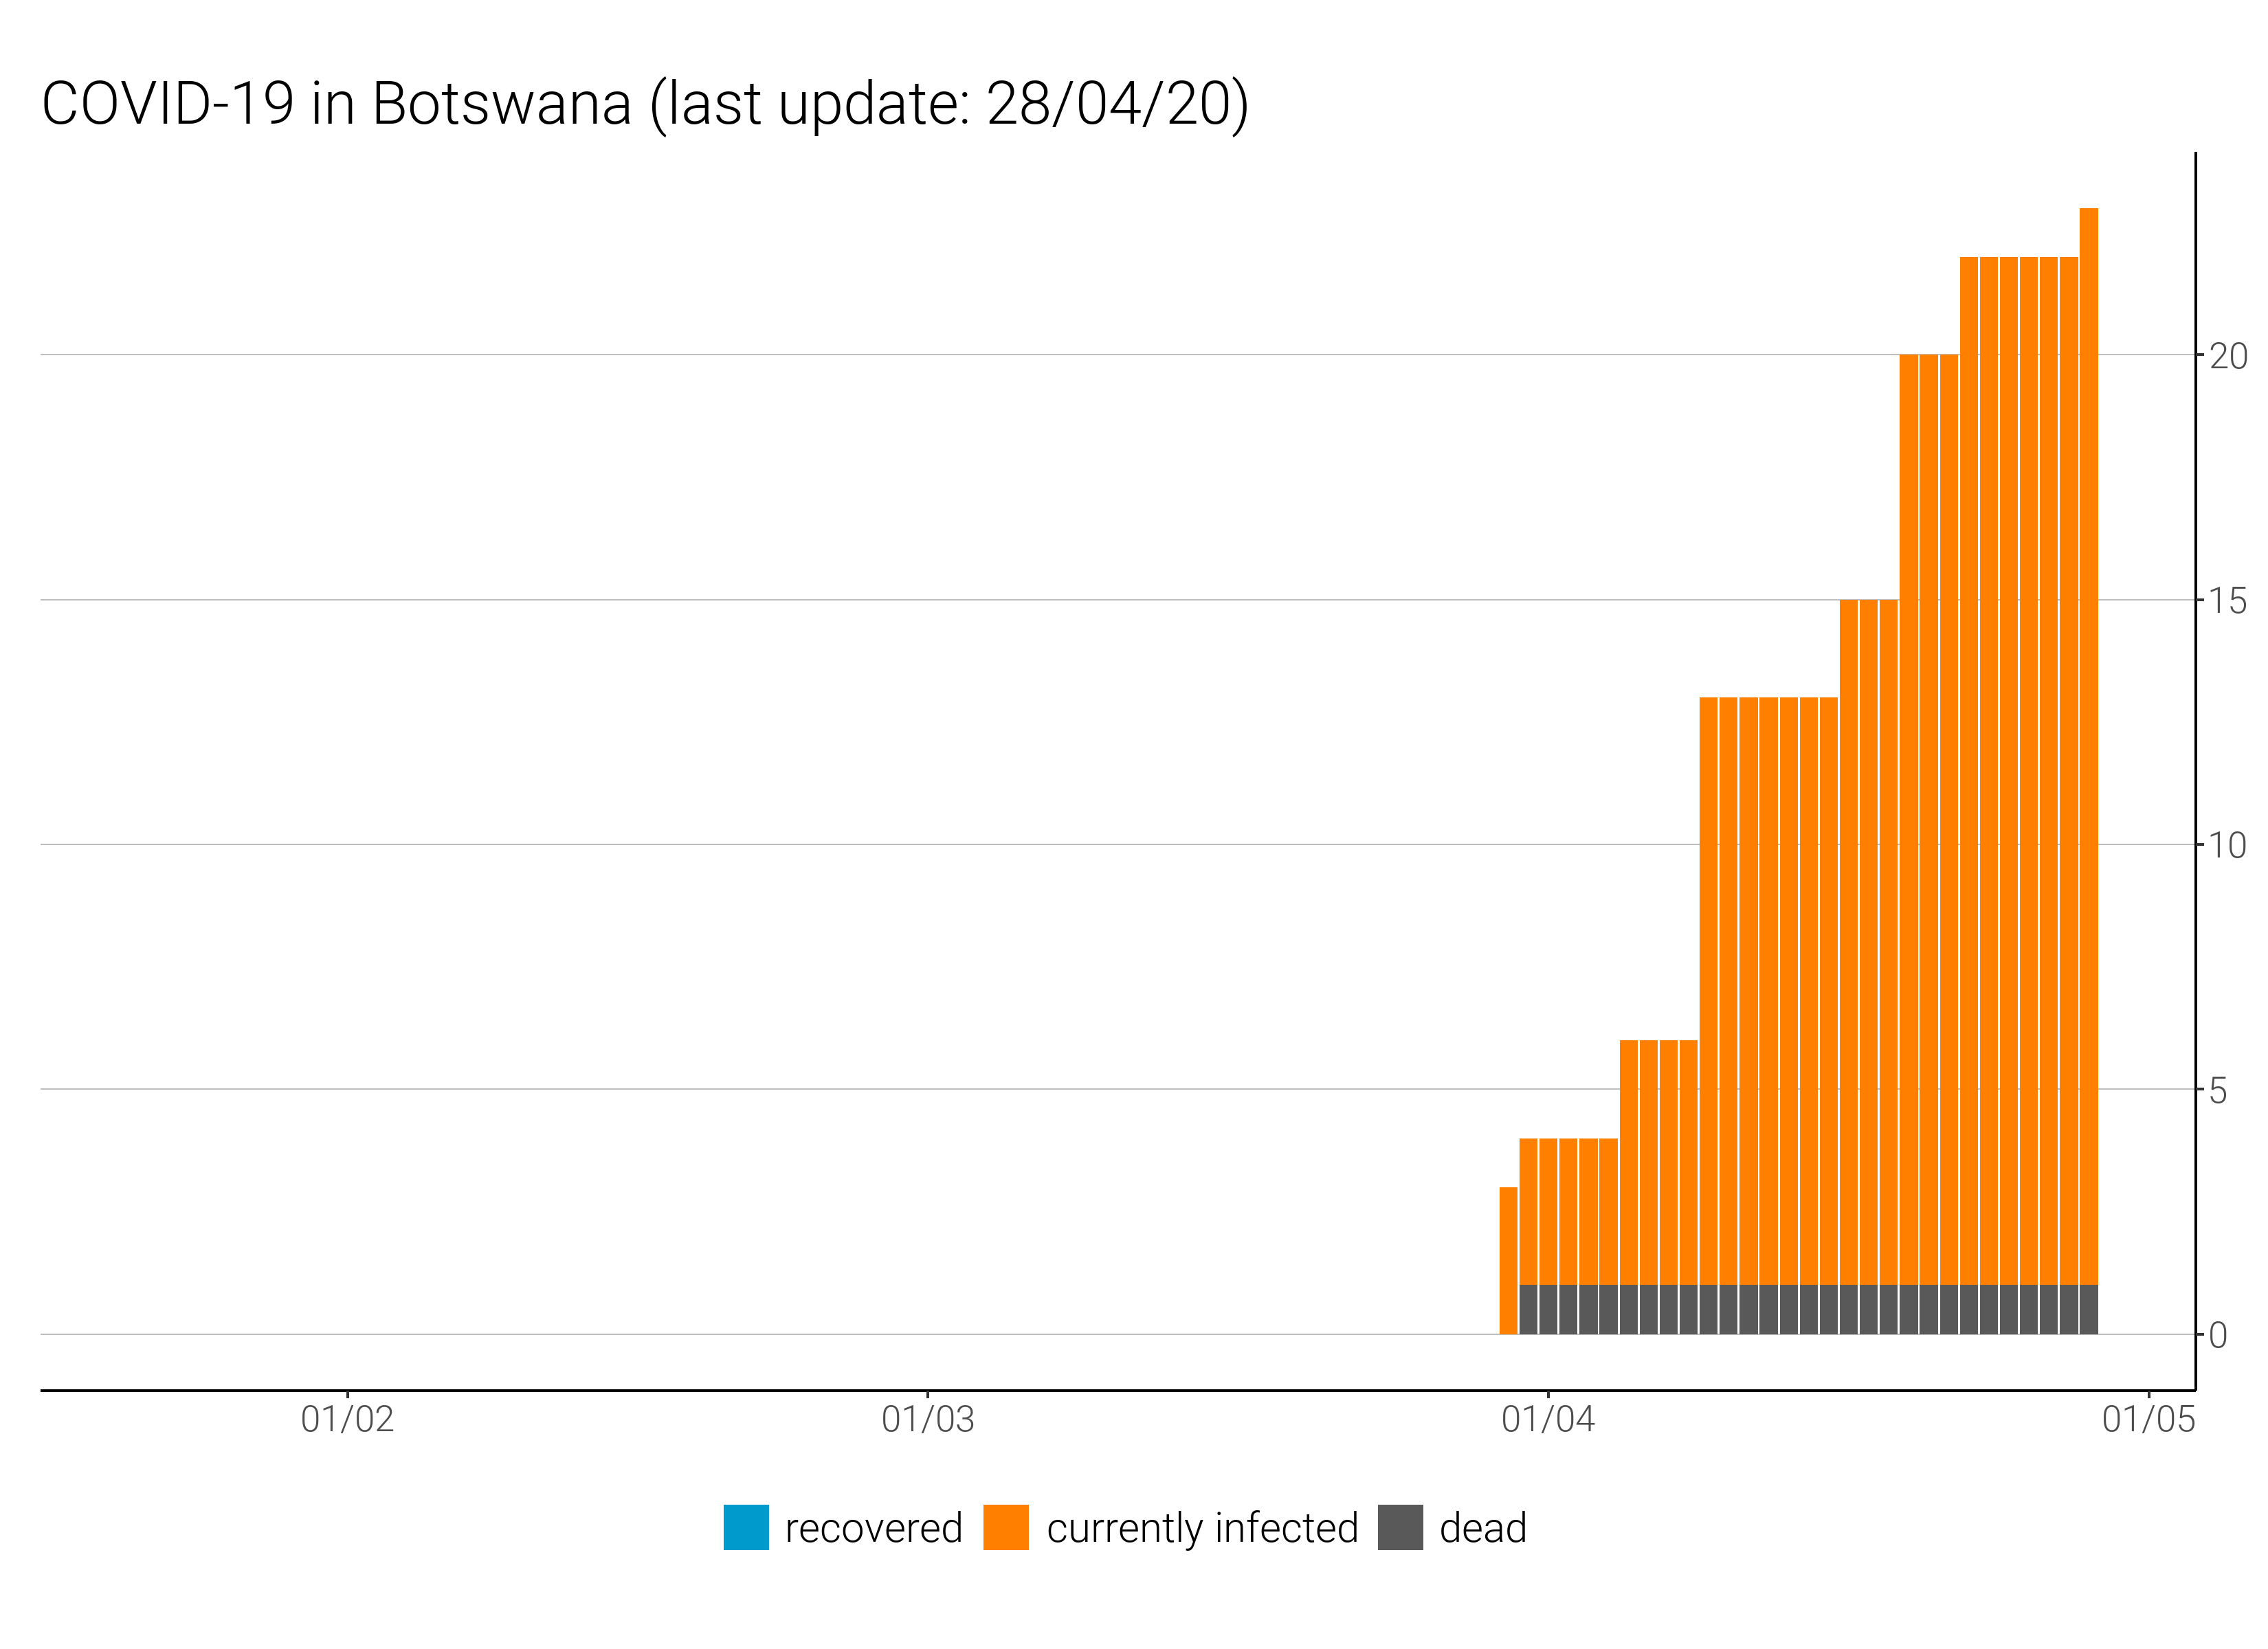 COVID-19 in Botswana (last update: 28/04/20)
20
15
10
5
0
01/02 01/03 01/04 01/05
recovered currently infected dead